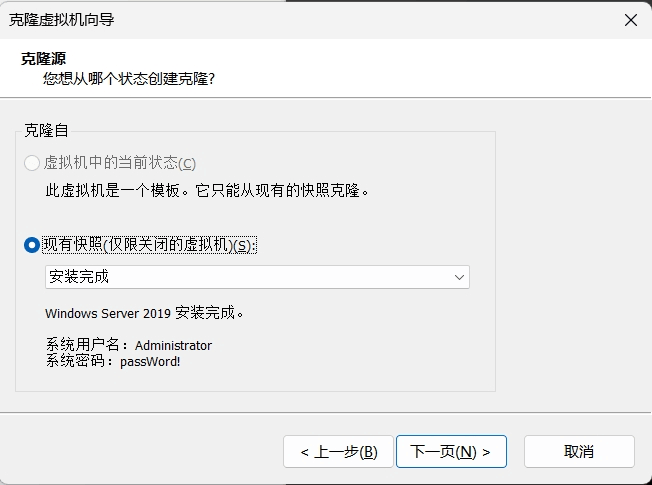 克隆虚拟机向导
克隆源
您想从哪个状态创建克隆?
克隆自
虚拟机中的当前状态(C)
此虚拟机是一个模板。它只能从现有的快照克隆。
现有快照(仅限关闭的虚拟机)(S):
安装完成
Windows Server 2019 安装完成。
系统用户名：Administrator
系统密码：passWord!
< 上一步(B)
下一页(N) >
取消